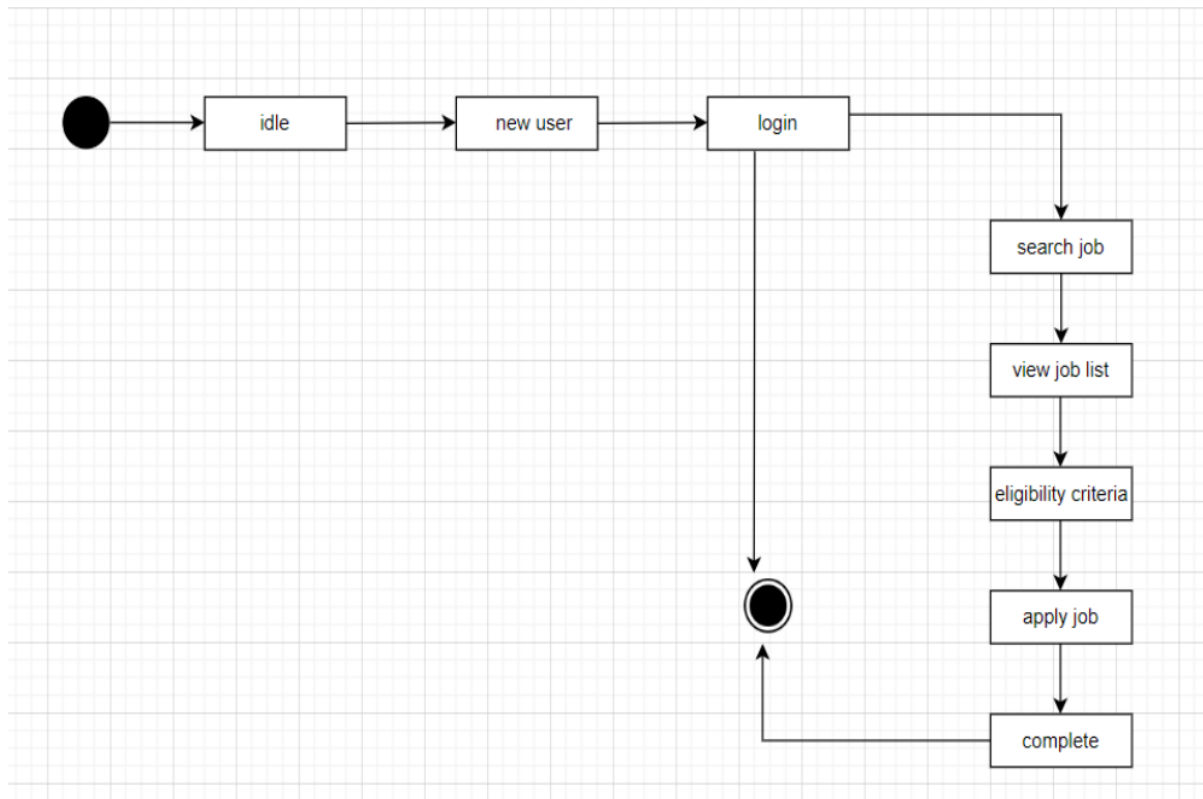 idle
new user
login
search job
view job list
eligibility criteria
apply job
complete